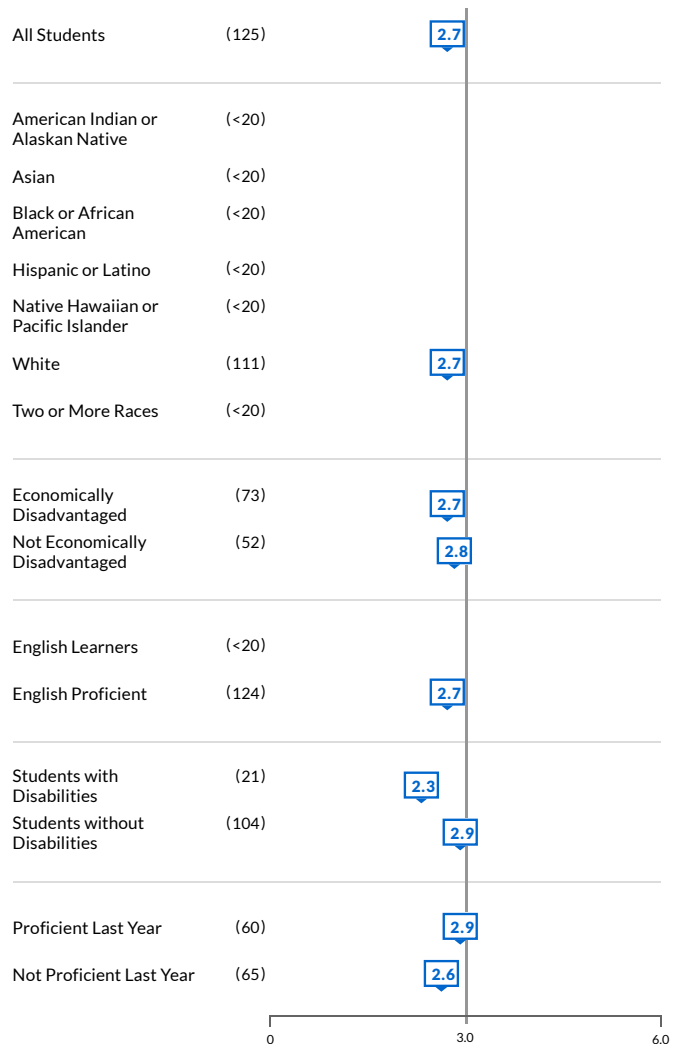 All Students (125) 2.7
American Indian or (<20)
Alaskan Native
Asian (<20)
Black or African (<20)
American
Hispanic or Latino (<20)
Native Hawaiian or (<20)
Pacific Islander
White (111) 2.7
Two or More Races (<20)
Economically (73) 2.7
Disadvantaged
Not Economically (52) 2.8
Disadvantaged
English Learners (<20)
English Proficient (124) 2.7
Students with (21) 2.3
Disabilities
Students without (104) 2.9
Disabilities
Proficient Last Year (60) 2.9
Not Proficient Last Year (65) 2.6
0 3.0 6.0